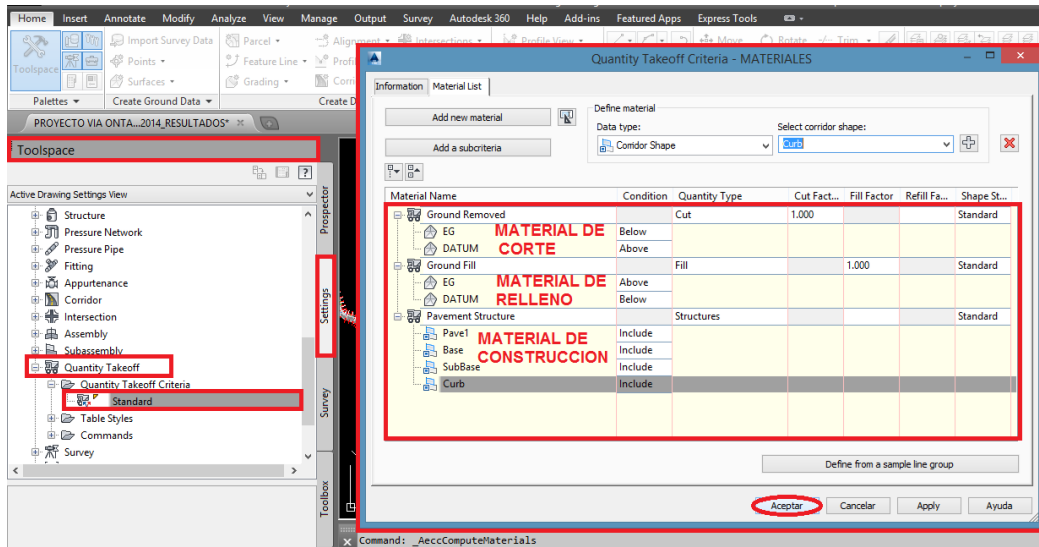 Home Insert Annotate Modify Analyze View Manage Output Survey Autodesk 360 Help Add-ins Featured Apps Express Tools
Toolspace
Import Survey Data
Points
Surfaces
Parcel
Feature Line
Grading
Alignment
Intersections
Profile View
Move
Rotate
Trim
Palettes
Create Ground Data
PROYECTO VIA ONTA...2014_RESULTADOS*
Toolspace
Active Drawing Settings View
Structure
Pressure Network
Pressure Pipe
Fitting
Appurtenance
Corridor
Intersection
Assembly
Subassembly
Quantity Takeoff
Quantity Takeoff Criteria
Standard
Table Styles
Commands
Survey
Prospector
Settings
Survey
Toolbox
Quantity Takeoff Criteria - MATERIALES
Information Material List
Add new material
Add a subcriteria
Define material
Data type:
Corridor Shape
Select corridor shape:
Curb
Material Name Condition Quantity Type Cut Fact... Fill Factor Refill Fa... Shape St...
Ground Removed Cut 1.000 Standard
EG Below
DATUM Above
MATERIAL DE
CORTE
Ground Fill Fill 1.000 Standard
EG Above
DATUM Below
MATERIAL DE
RELLENO
Pavement Structure Structures Standard
Pave1 Include
Base Include
SubBase Include
Curb Include
MATERIAL DE
CONSTRUCCION
Define from a sample line group
Aceptar Cancelar Apply Ayuda
Command: _AeccComputeMaterials